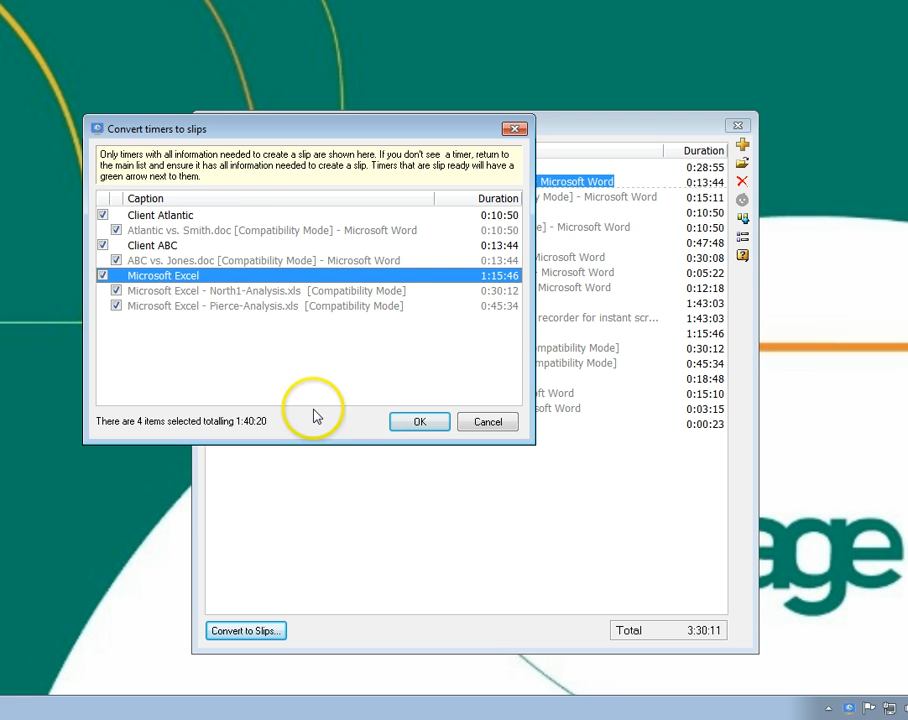 Convert timers to slips
Only timers with all information needed to create a slip are shown here. If you don't see a timer, return to
the main list and ensure it has all information needed to create a slip. Timers that are slip ready will have a
green arrow next to them.
Caption Duration
Client Atlantic 0:10:50
Atlantic vs. Smith.doc [Compatibility Mode] - Microsoft Word 0:10:50
Client ABC 0:13:44
ABC vs. Jones.doc [Compatibility Mode] - Microsoft Word 0:13:44
Microsoft Excel 1:15:46
Microsoft Excel - North1-Analysis.xls [Compatibility Mode] 0:30:12
Microsoft Excel - Pierce-Analysis.xls [Compatibility Mode] 0:45:34
There are 4 items selected totalling 1:40:20
OK
Cancel
Duration
0:28:55
Microsoft Word 0:13:44
y Mode] - Microsoft Word 0:15:11
0:10:50
e] - Microsoft Word 0:10:50
0:47:48
Microsoft Word 0:30:08
Microsoft Word 0:05:22
Microsoft Word 0:12:18
1:43:03
recorder for instant scr... 1:43:03
1:15:46
mpatibility Mode] 0:30:12
mpatibility Mode] 0:45:34
0:18:48
oft Word 0:15:10
soft Word 0:03:15
0:00:23
Convert to Slips...
Total 3:30:11
age